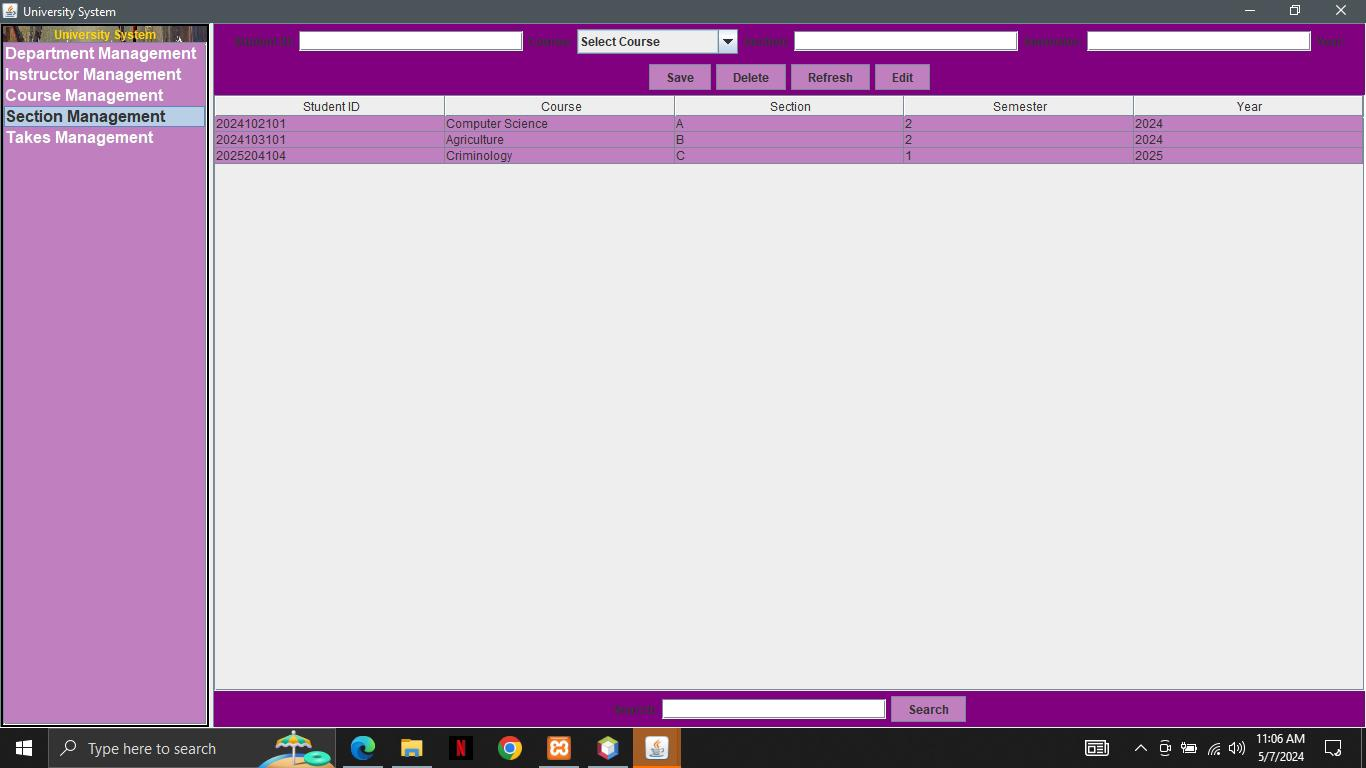 University System
University System
Department Management
Instructor Management
Course Management
Section Management
Takes Management
Student ID: Course: Select Course Section: Semester: Year:
Save Delete Refresh Edit
Student ID Course Section Semester Year
2024102101 Computer Science A 2 2024
2024103101 Agriculture B 2 2024
2025204104 Criminology C 1 2025
Search: Search
Type here to search
11:06 AM
5/7/2024